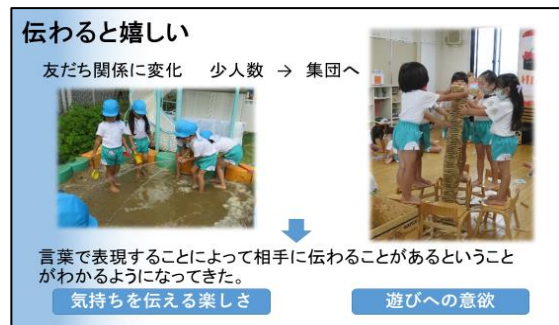 伝わると嬉しい
友だち関係に変化 少人数 → 集団へ
言葉で表現することによって相手に伝わることがあるということ
がわかるようになってきた。
気持ちを伝える楽しさ
遊びへの意欲